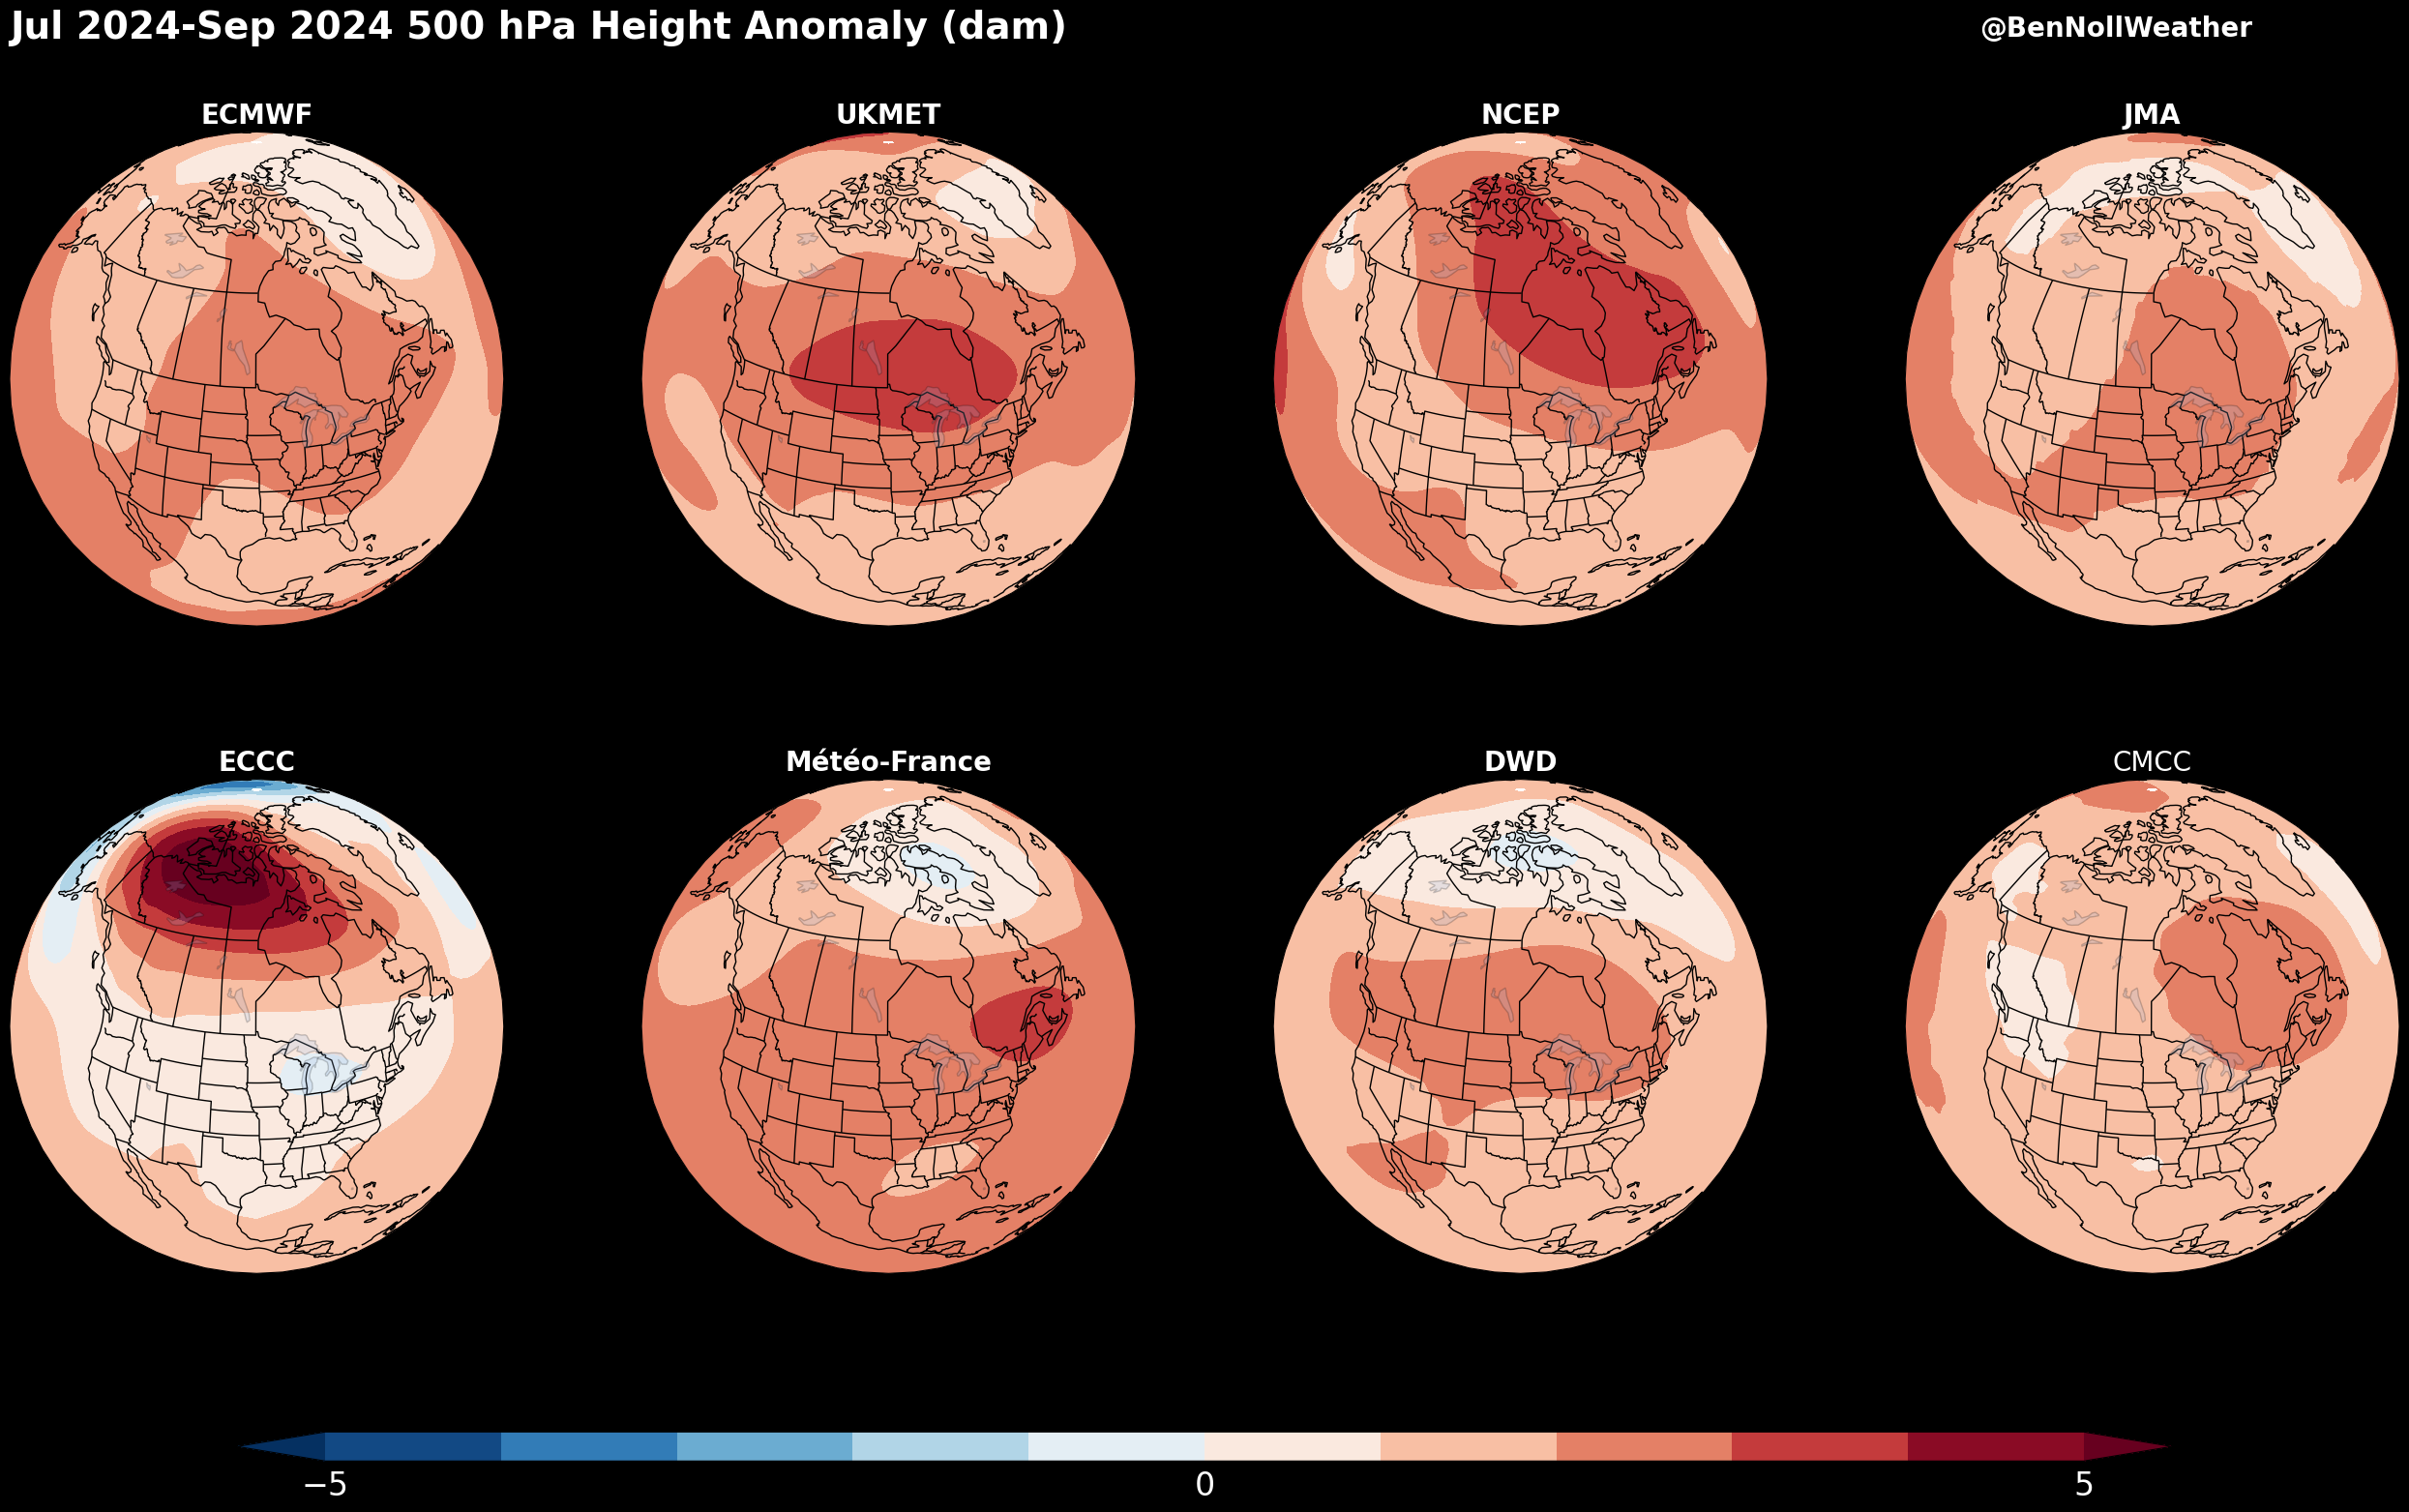 Jul 2024-Sep 2024 500 hPa Height Anomaly (dam)
@BenNollWeather
ECMWF
UKMET
NCEP
JMA
ECCC
Météo-France
DWD
CMCC
−5
0
5